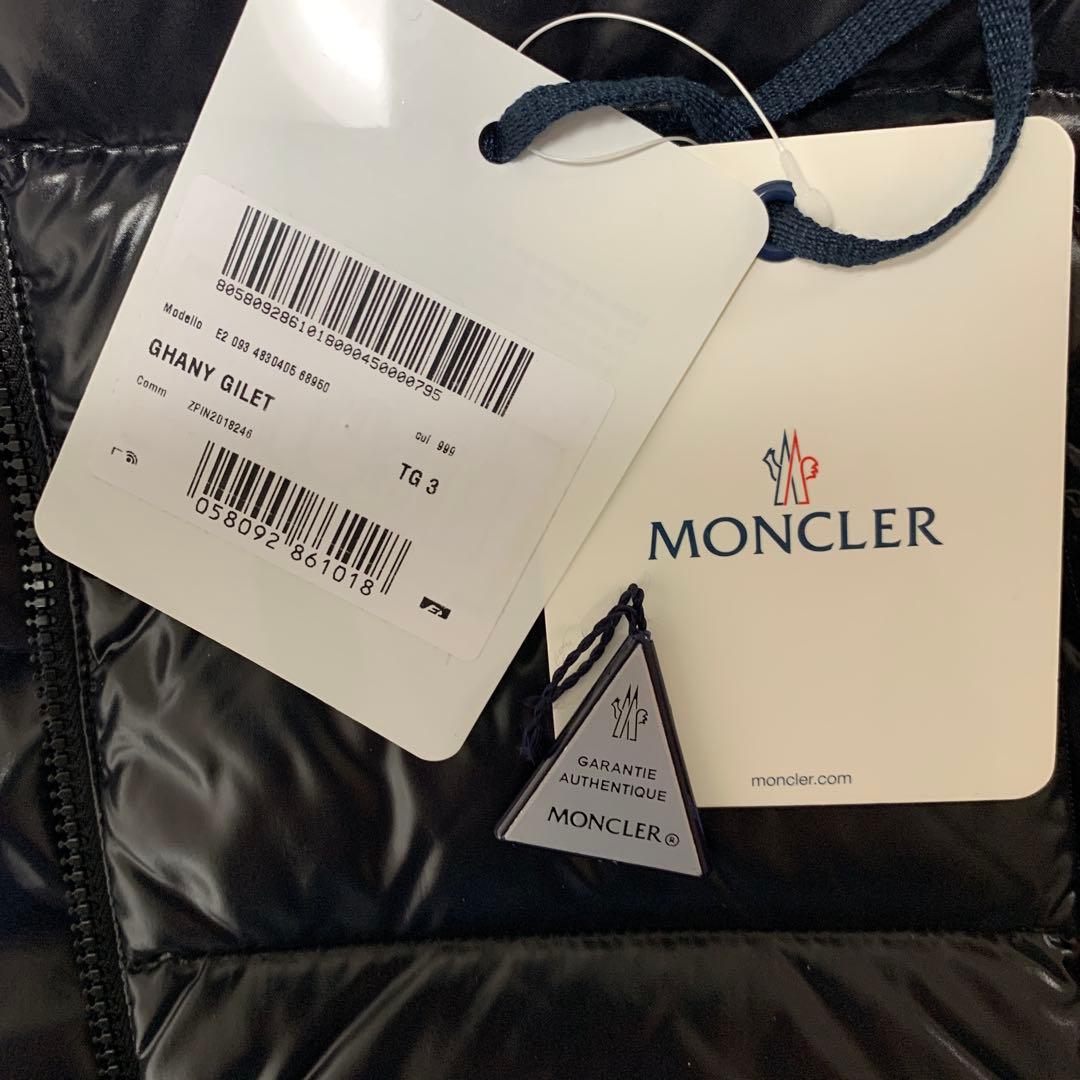 8058092861018000450000795
Modello E2 093 4830405 68950
GHANY GILET
Comm ZPIN2018246
Cul 999
TG 3
058092 861018
MONCLER
moncler.com
GARANTIE
AUTHENTIQUE
MONCLER®